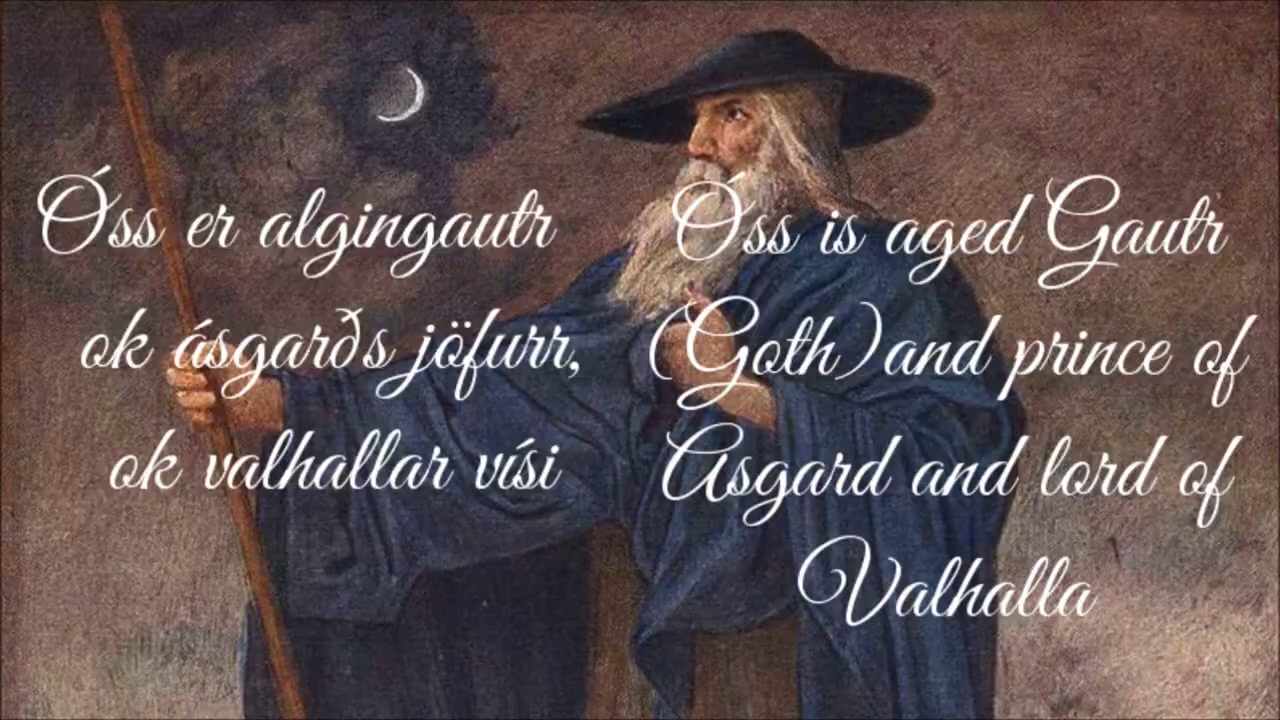 Óss er algingautr
ok ásgarðs jöfurr,
ok valhallar vísi
Óss is aged Gautr
(Goth) and prince of
Asgard and lord of
Valhalla